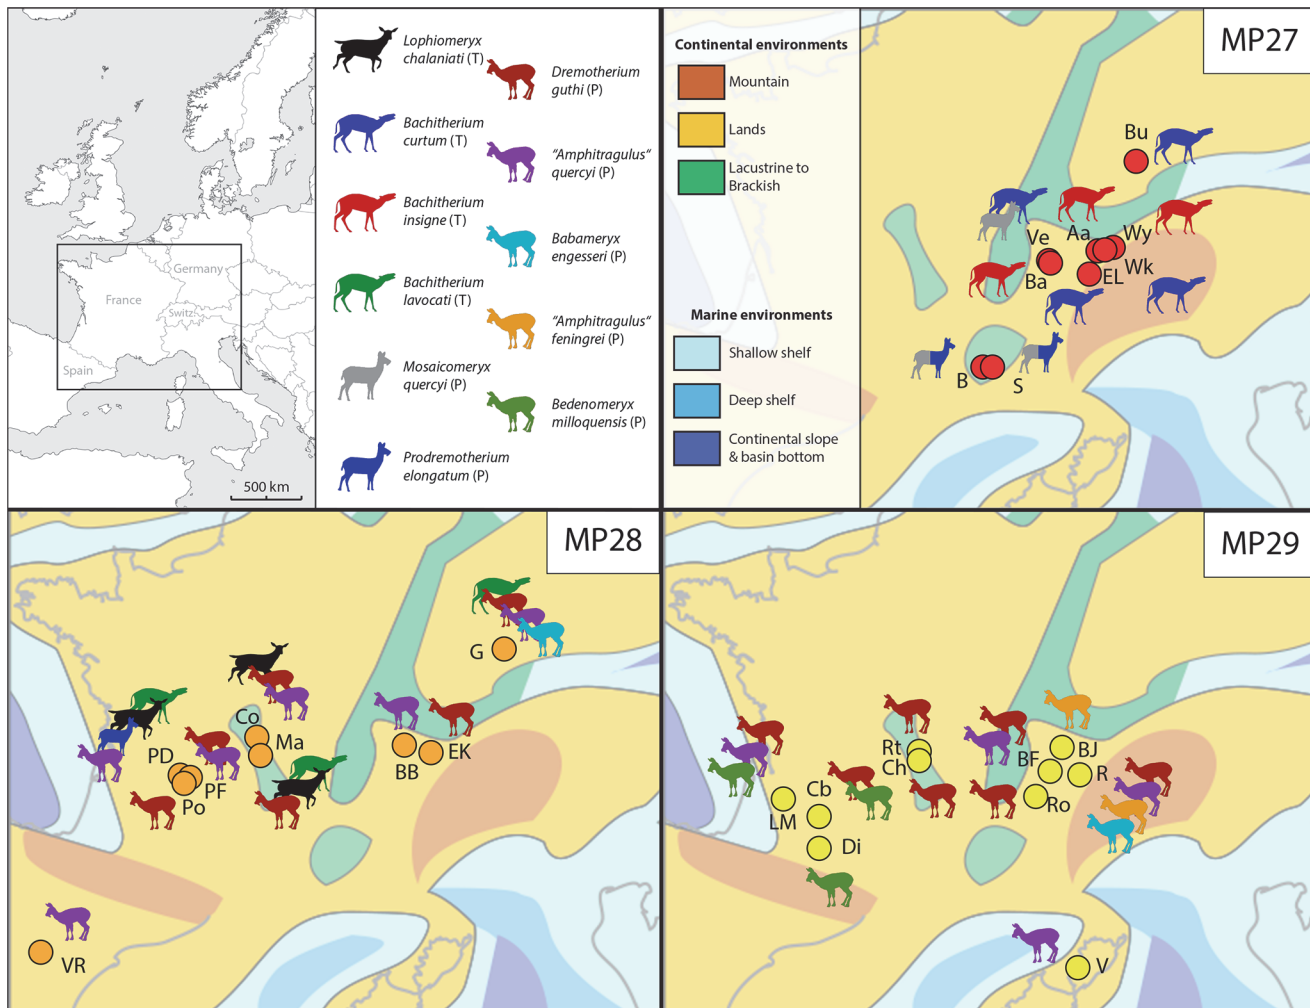 Germany
France
Switz.
Spain
500 km
Lophiomeryx
chalaniati (T)
Dremotherium
guthi (P)
Bachitherium
curtum (T)
"Amphitragulus"
quercyi (P)
Bachitherium
insigne (T)
Babameryx
engesseri (P)
Bachitherium
lavocati (T)
"Amphitragulus"
feningrei (P)
Mosaicomeryx
quercyi (P)
Bedenomeryx
milloquensis (P)
Prodremotherium
elongatum (P)
Continental environments
Mountain
Lands
Lacustrine to
Brackish
Marine environments
Shallow shelf
Deep shelf
Continental slope
& basin bottom
MP27
Bu
Ve
Aa
Wy
Wk
Ba
EL
B
S
MP28
G
Co
Ma
PD
PF
Po
BB
EK
VR
MP29
Rt
Ch
BF
BJ
R
Cb
Ro
LM
Di
V